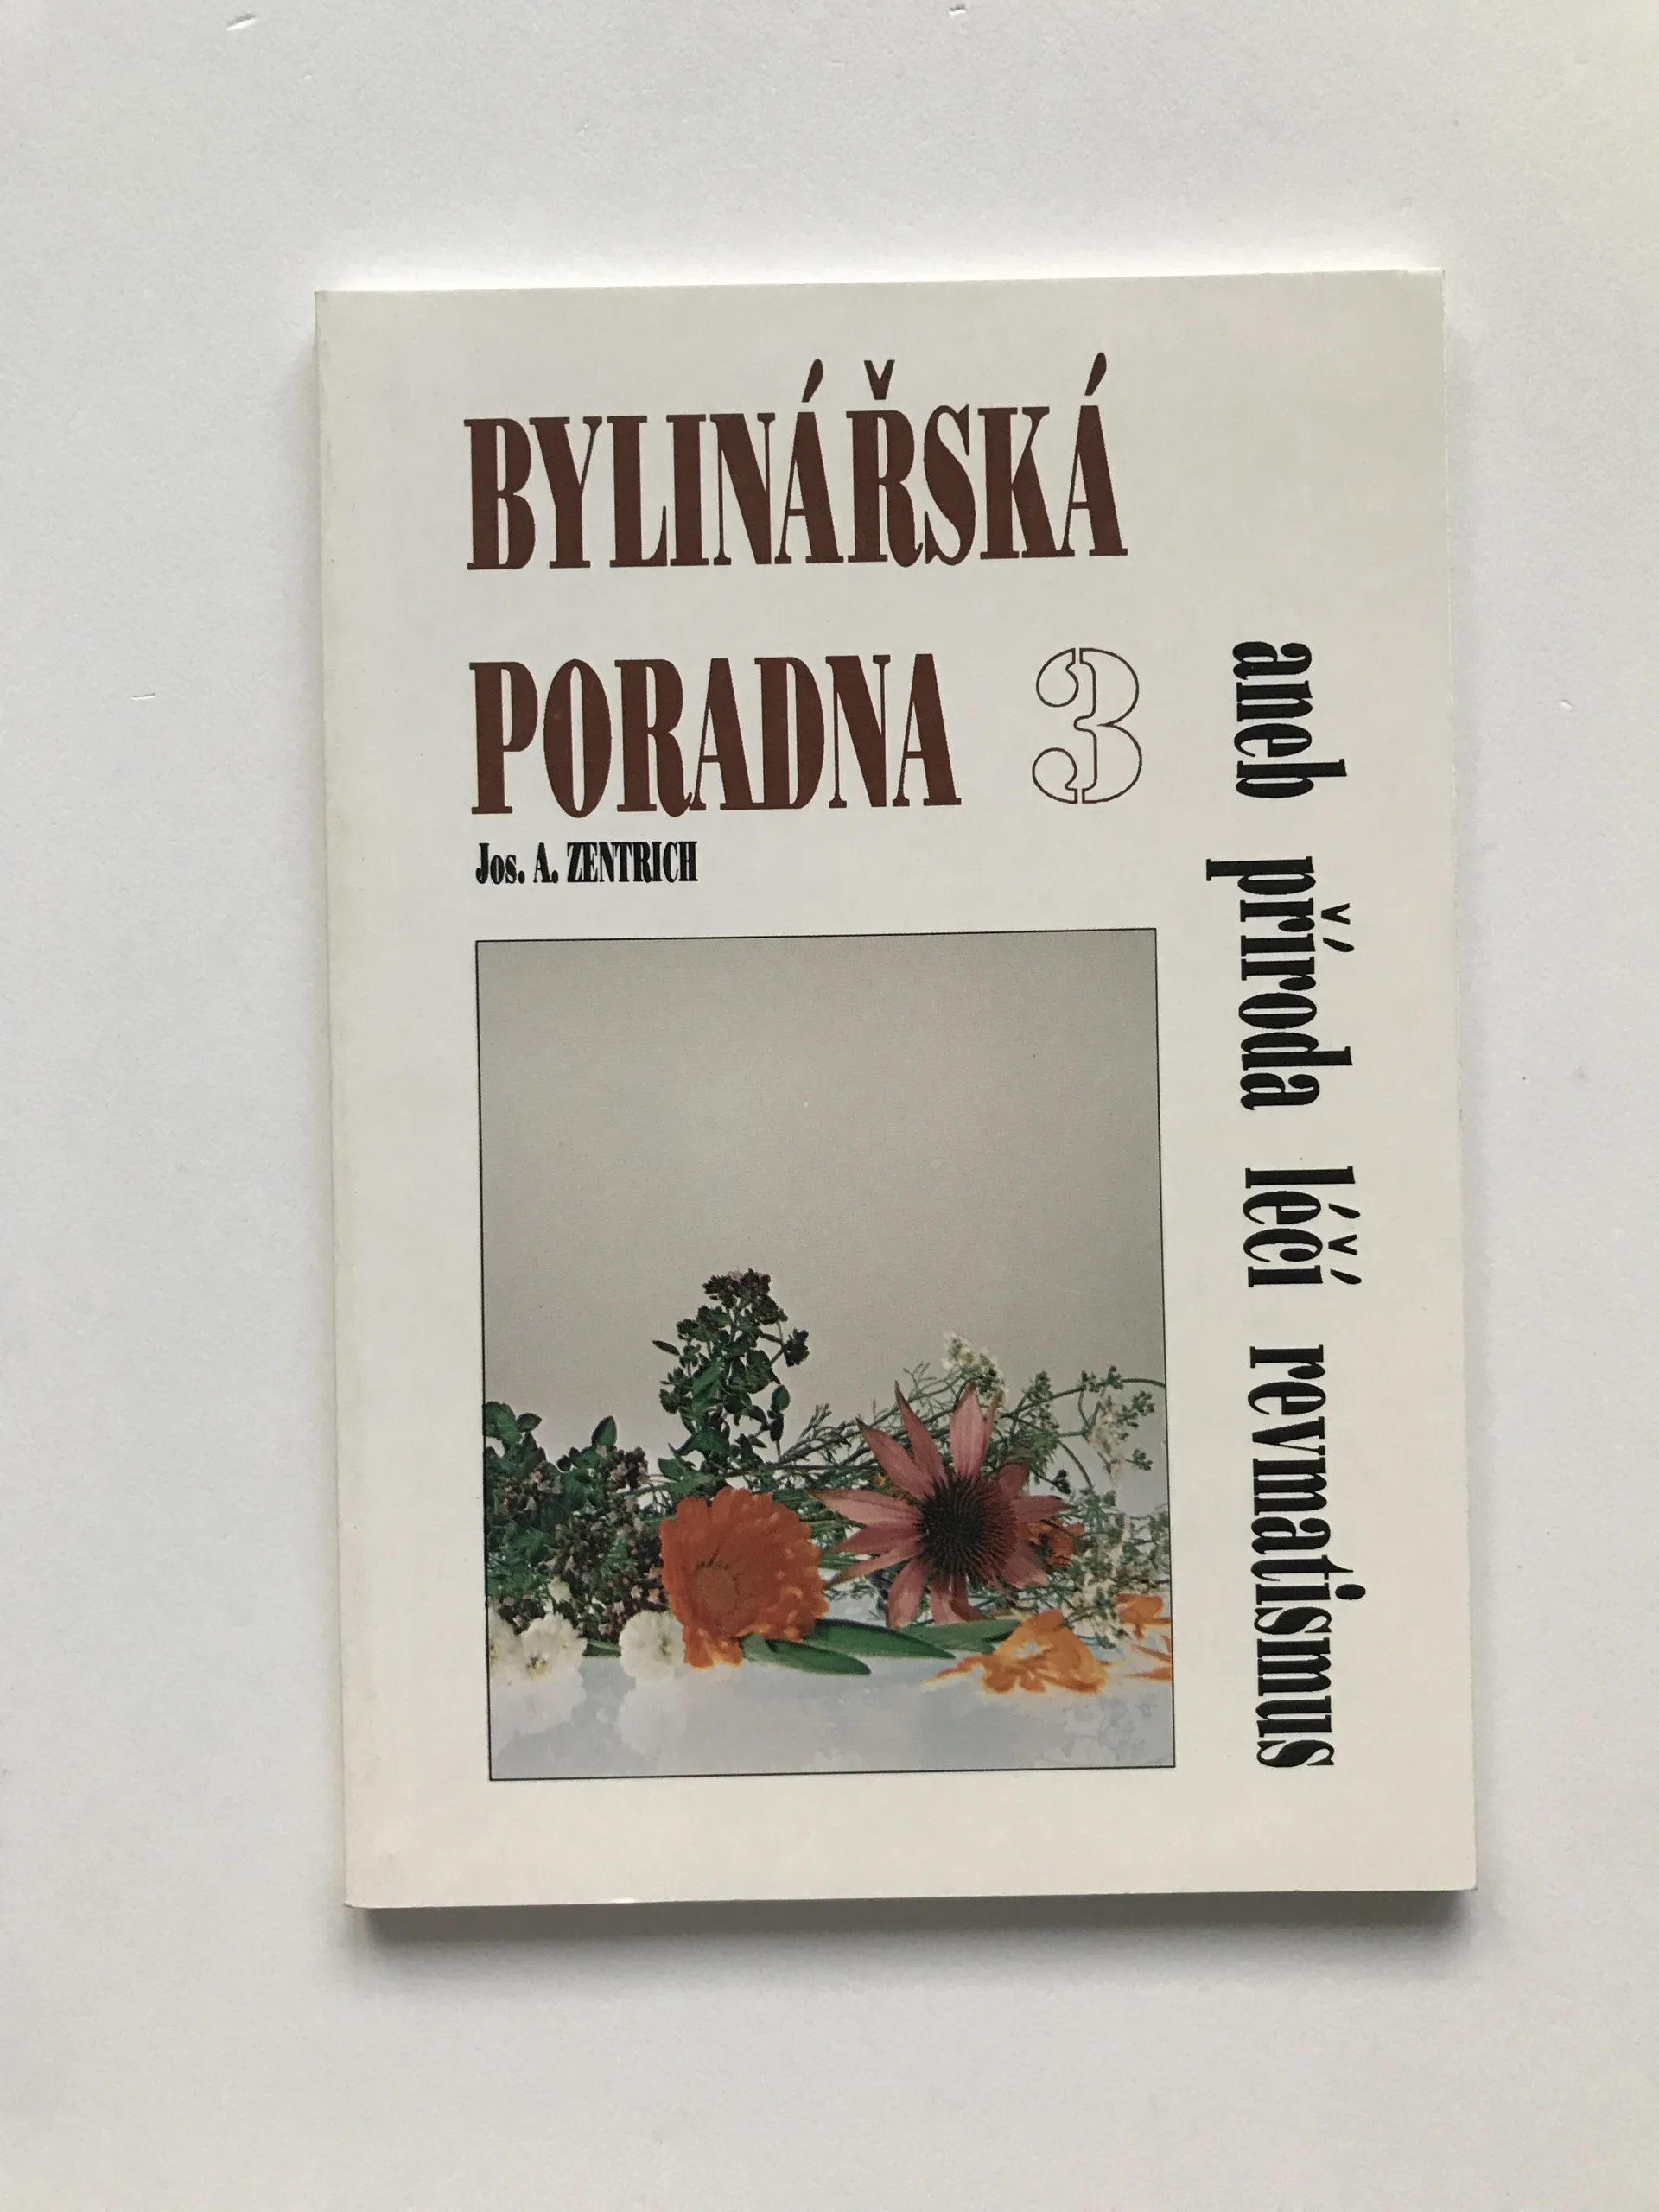 BYLINÁŘSKÁ
PORADNA 3
Jos. A. ZENTRICH
aneb příroda léčí revmatismus